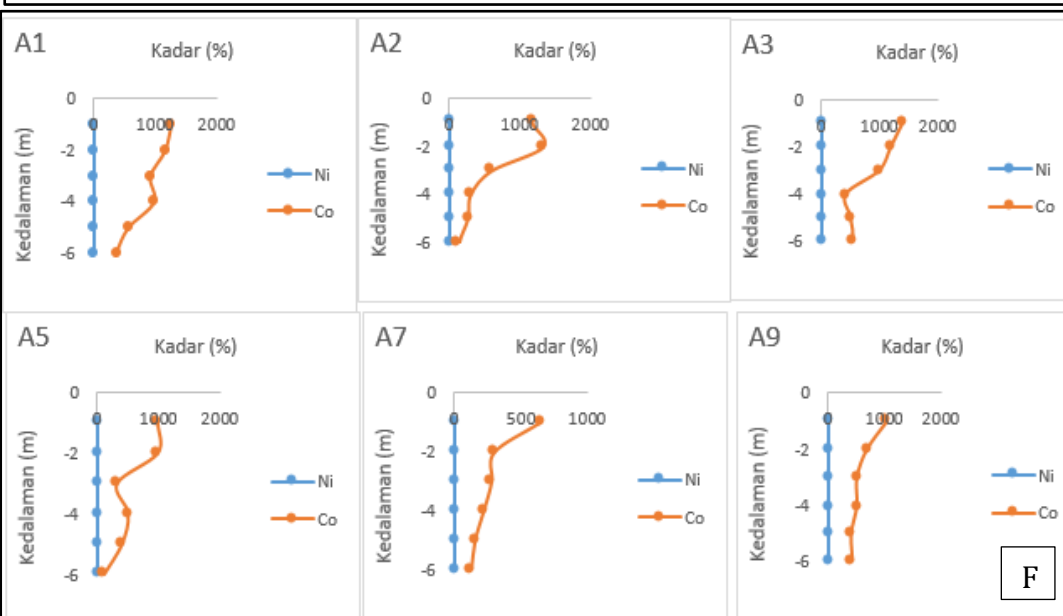 A1
Kadar (%)
0
0 1000 2000
-2
-4
-6
Kedalaman (m)
Ni
Co
A2
Kadar (%)
0
0 1000 2000
-2
-4
-6
Kedalaman (m)
Ni
Co
A3
Kadar (%)
0
0 1000 2000
-2
-4
-6
Kedalaman (m)
Ni
Co
A5
Kadar (%)
0
0 1000 2000
-2
-4
-6
Kedalaman (m)
Ni
Co
A7
Kadar (%)
0
0 500 1000
-2
-4
-6
Kedalaman (m)
Ni
Co
A9
Kadar (%)
0
0 1000 2000
-2
-4
-6
Kedalaman (m)
Ni
Co
F